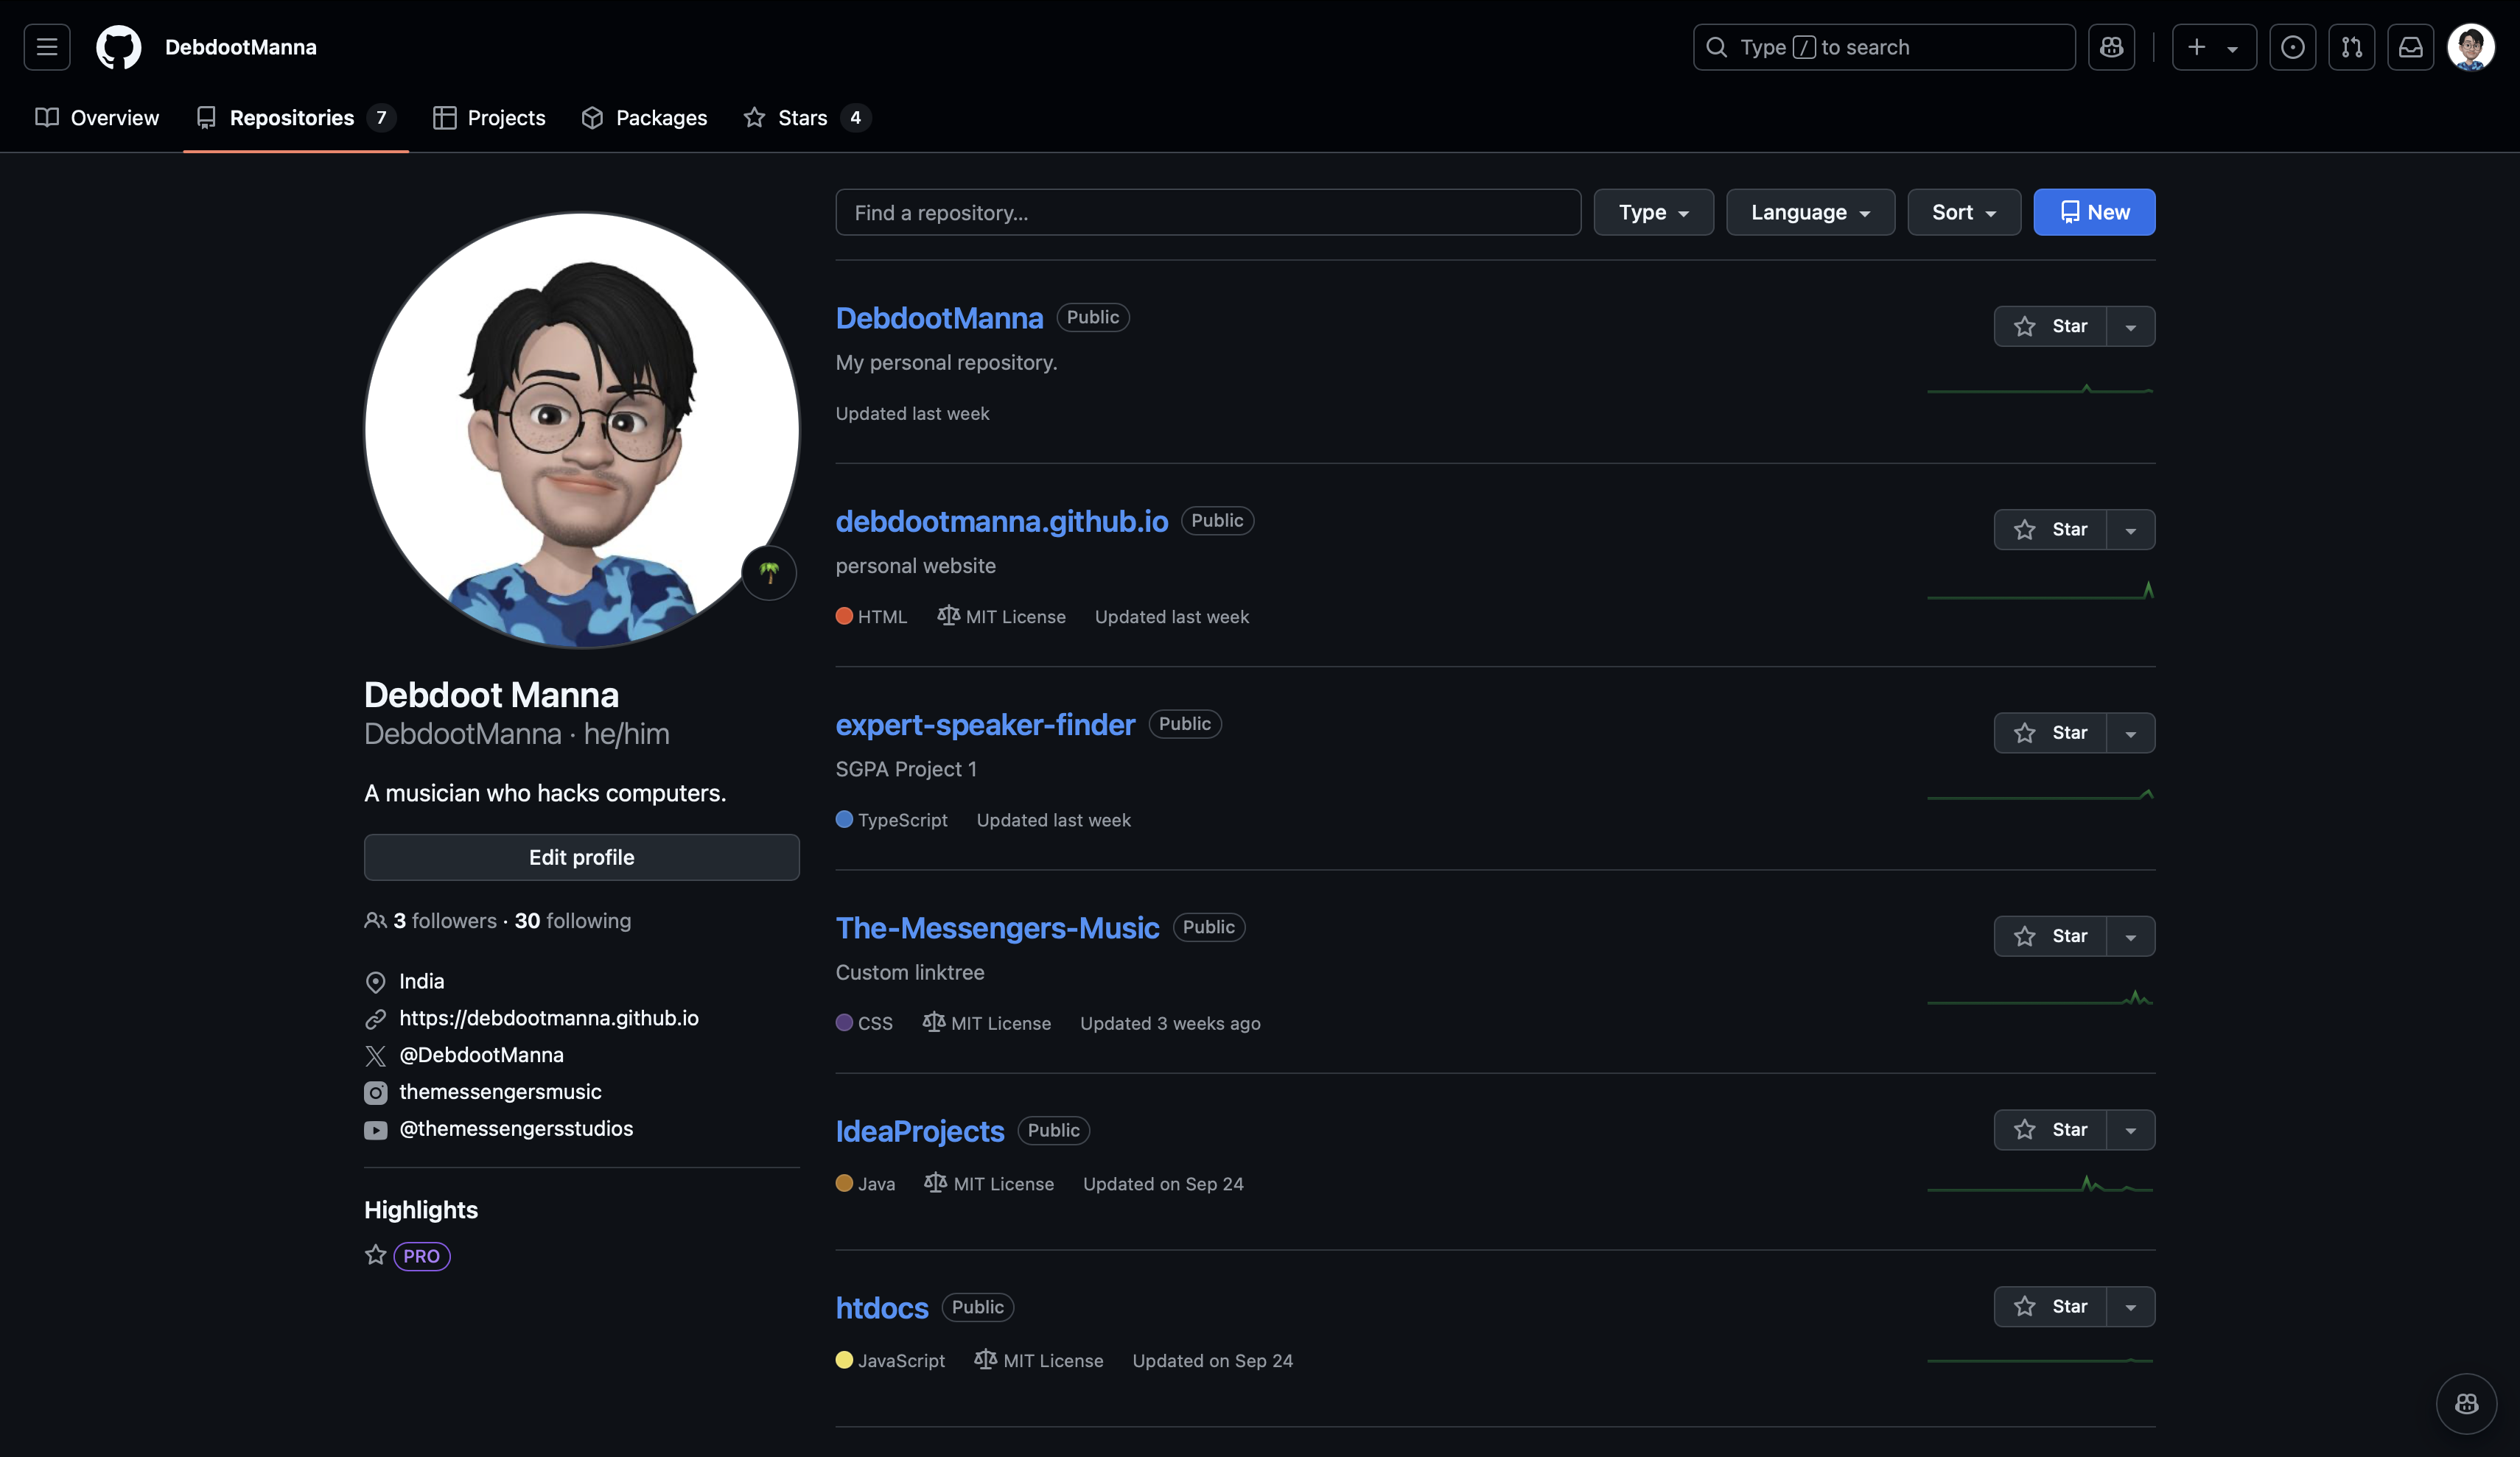 DebdootManna
Type / to search
Overview
Repositories 7
Projects
Packages
Stars 4
Debdoot Manna
DebdootManna · he/him
A musician who hacks computers.
Edit profile
3 followers · 30 following
India
https://debdootmanna.github.io
@DebdootManna
themessengersmusic
@themessengersstudios
Highlights
PRO
Find a repository...
Type
Language
Sort
New
DebdootManna Public
Star
My personal repository.
Updated last week
debdootmanna.github.io Public
Star
personal website
HTML MIT License Updated last week
expert-speaker-finder Public
Star
SGPA Project 1
TypeScript Updated last week
The-Messengers-Music Public
Star
Custom linktree
CSS MIT License Updated 3 weeks ago
IdeaProjects Public
Star
Java MIT License Updated on Sep 24
htdocs Public
Star
JavaScript MIT License Updated on Sep 24